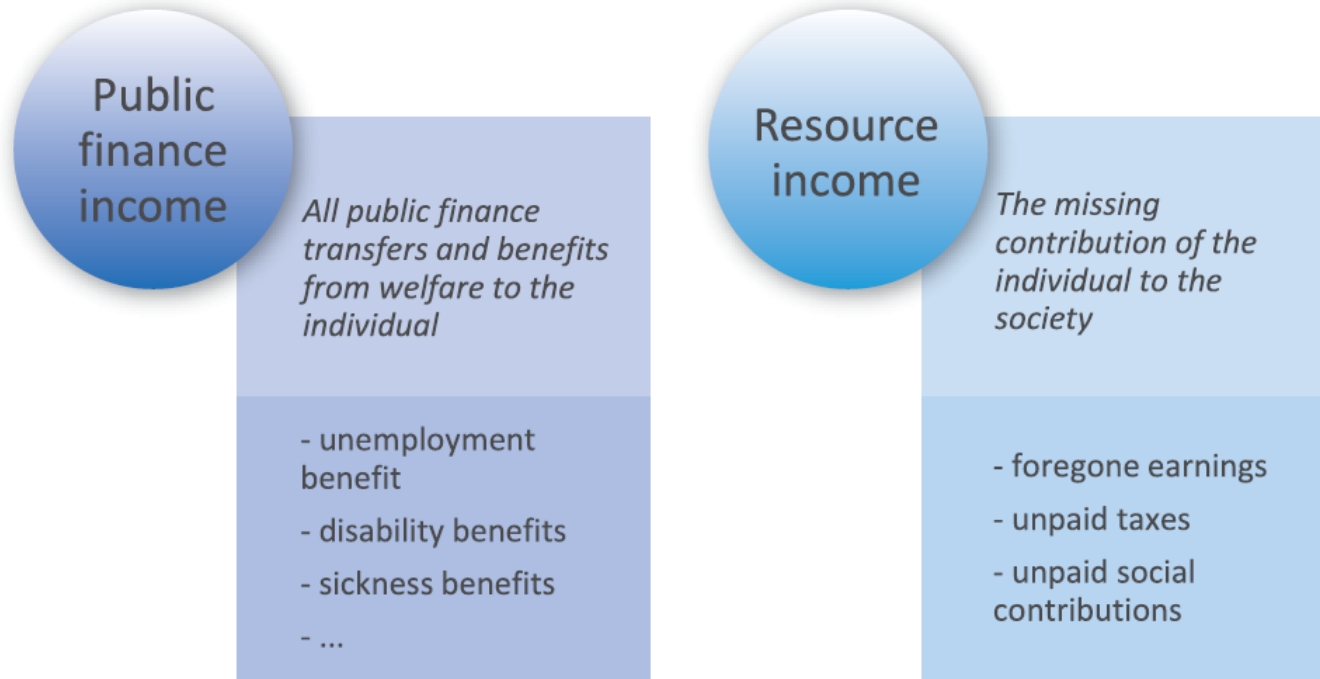 Public
finance
income
All public finance
transfers and benefits
from welfare to the
individual
- unemployment
benefit
- disability benefits
- sickness benefits
- ...
Resource
income
The missing
contribution of the
individual to the
society
- foregone earnings
- unpaid taxes
- unpaid social
contributions